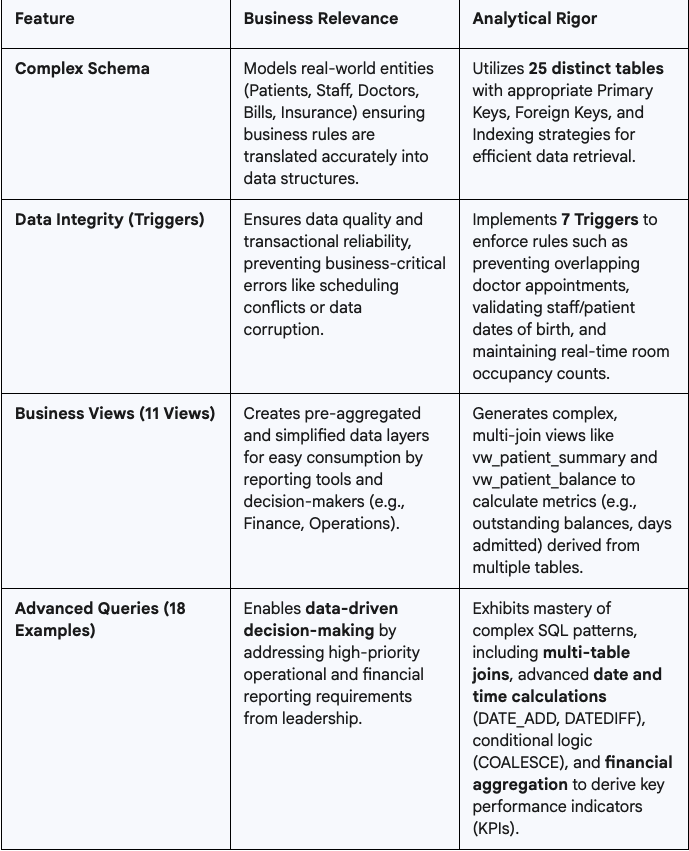 Feature
Business Relevance
Analytical Rigor
Complex Schema
Models real-world entities
(Patients, Staff, Doctors,
Bills, Insurance) ensuring
business rules are
translated accurately into
data structures.
Utilizes 25 distinct tables
with appropriate Primary
Keys, Foreign Keys, and
Indexing strategies for
efficient data retrieval.
Data Integrity (Triggers)
Ensures data quality and
transactional reliability,
preventing business-critical
errors like scheduling
conflicts or data
corruption.
Implements 7 Triggers to
enforce rules such as
preventing overlapping
doctor appointments,
validating staff/patient
dates of birth, and
maintaining real-time room
occupancy counts.
Business Views (11 Views)
Creates pre-aggregated
and simplified data layers
for easy consumption by
reporting tools and
decision-makers (e.g.,
Finance, Operations).
Generates complex,
multi-join views like
vw_patient_summary and
vw_patient_balance to
calculate metrics (e.g.,
outstanding balances, days
admitted) derived from
multiple tables.
Advanced Queries (18
Examples)
Enables data-driven
decision-making by
addressing high-priority
operational and financial
reporting requirements
from leadership.
Exhibits mastery of
complex SQL patterns,
including multi-table
joins, advanced date and
time calculations
(DATE_ADD, DATEDIFF),
conditional logic
(COALESCE), and financial
aggregation to derive key
performance indicators
(KPIs).